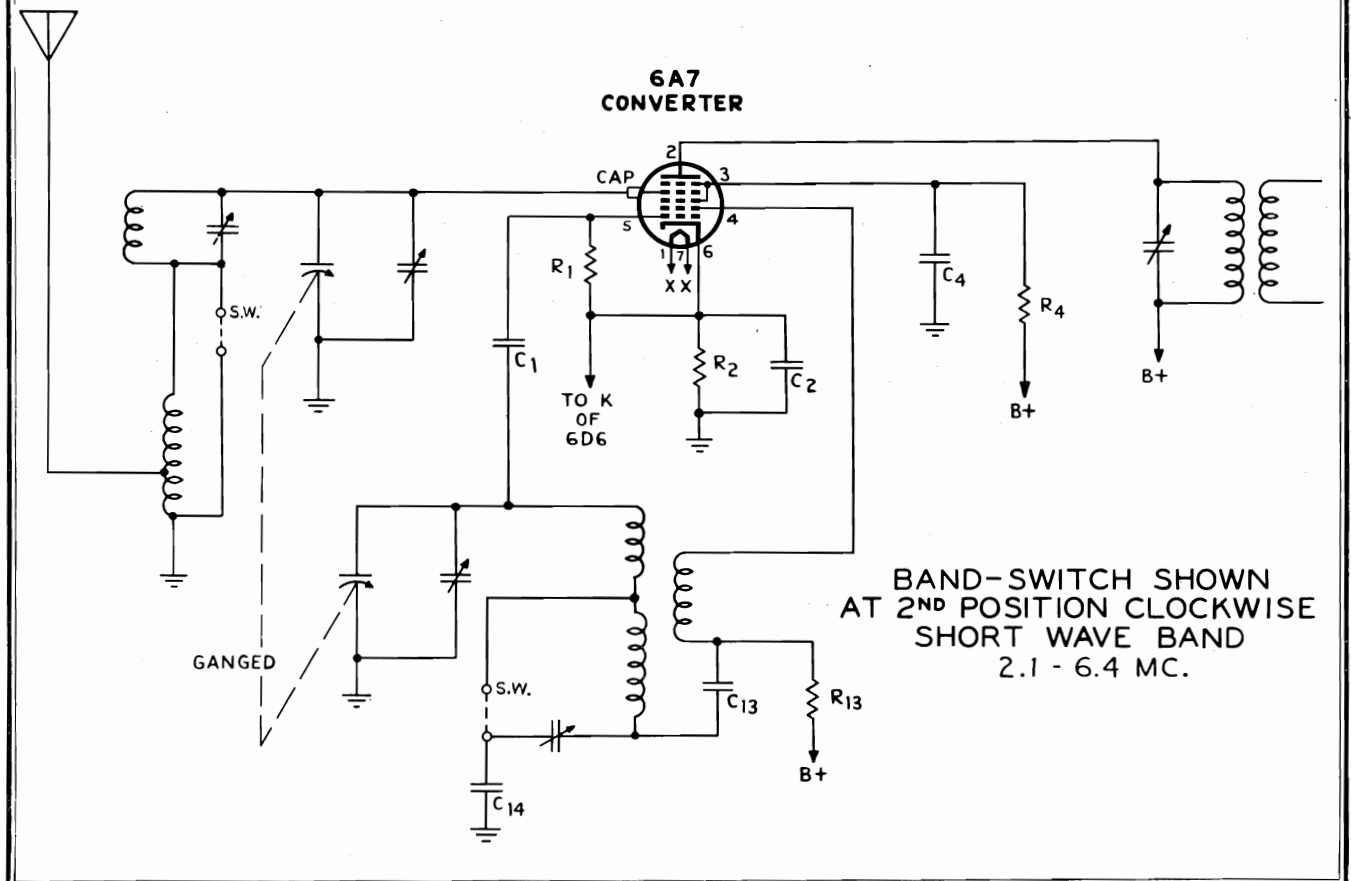 6A7
CONVERTER
2
CAP
3
5
4
1
7
6
X X
R1
C4
S.W.
R4
C1
R2
C2
B+
TO K
OF
6D6
B+
BAND-SWITCH SHOWN
AT 2ND POSITION CLOCKWISE
SHORT WAVE BAND
2.1 - 6.4 MC.
GANGED
S.W.
C13
R13
B+
C14